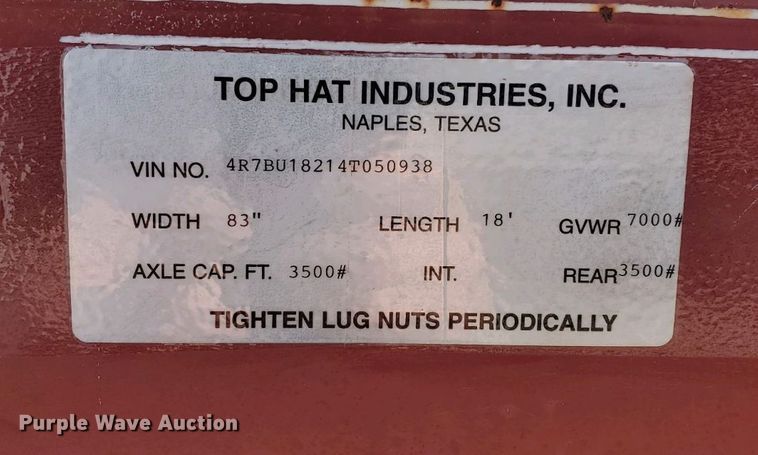 TOP HAT INDUSTRIES, INC.
NAPLES, TEXAS
VIN NO. 4R7BU18214T050938
WIDTH 83" LENGTH 18' GVWR 7000#
AXLE CAP. FT. 3500# INT. REAR 3500#
TIGHTEN LUG NUTS PERIODICALLY
Purple Wave Auction